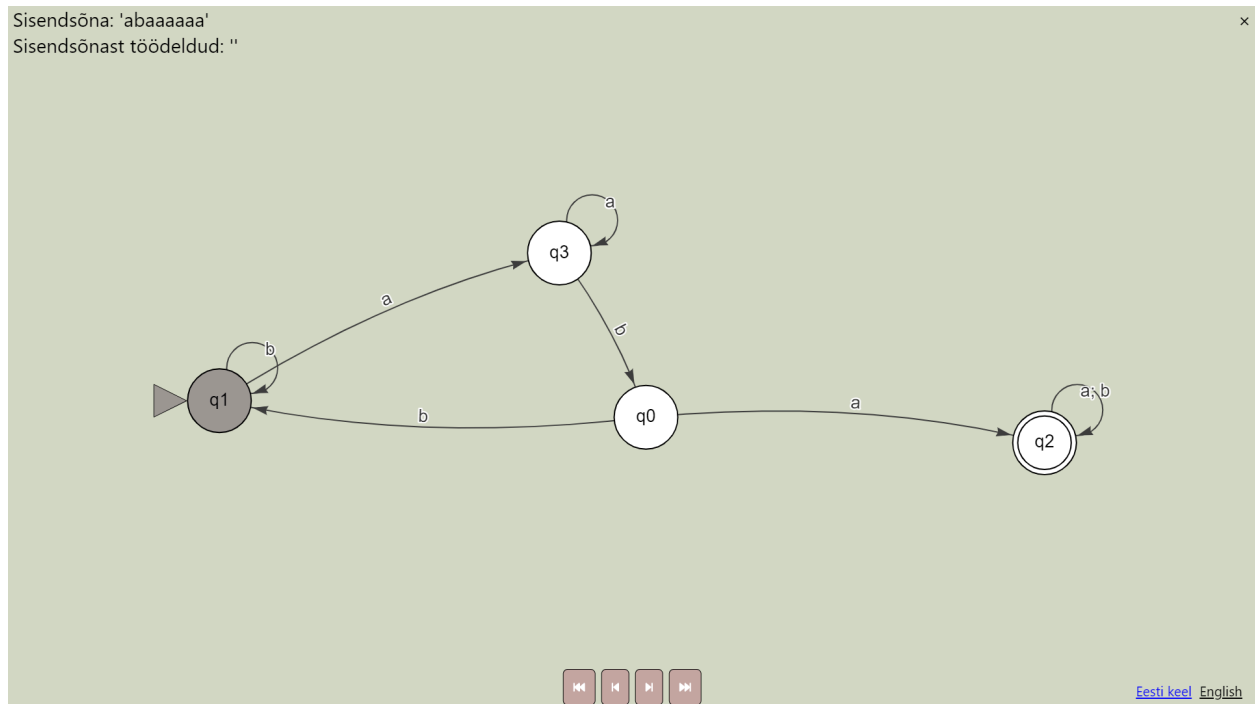 Sisendsõna: 'abaaaaaa'
×
Sisendsõnast töödeldud: ''
a
q3
a
b
b
q1
b
q0
a
a; b
q2
Eesti keel English